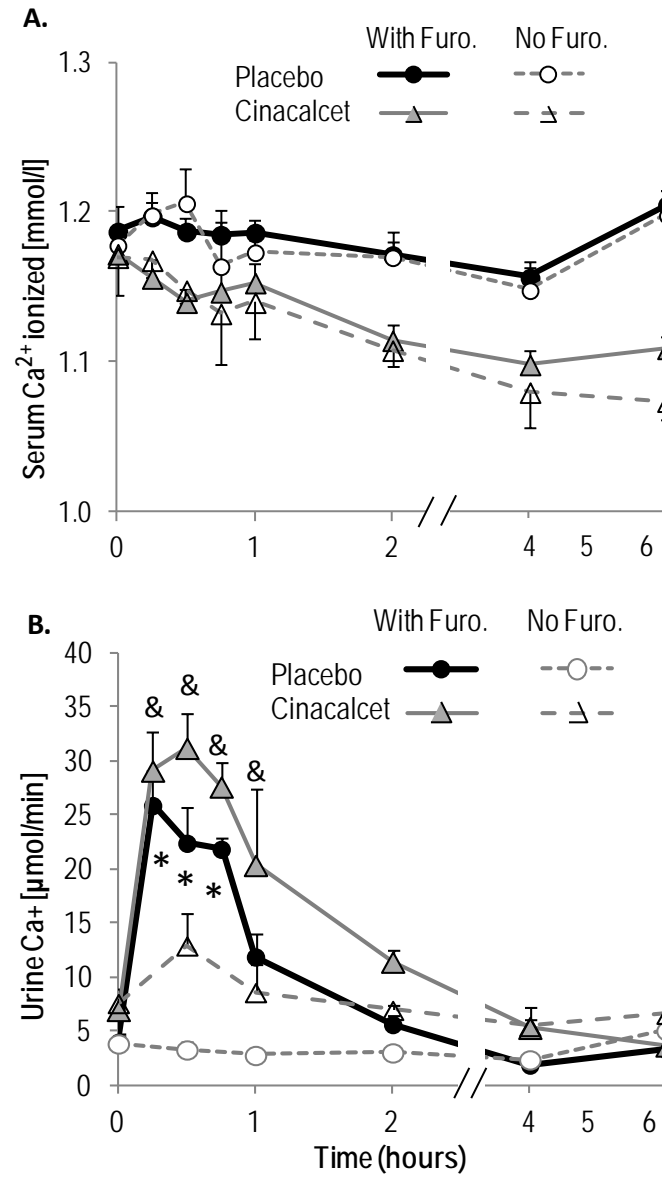 A.
With Furo. No Furo.
Placebo
Cinacalcet
1.3
1.2
1.1
1.0
Serum Ca2+ ionized [mmol/l]
0 1 2 4 5 6
B.
With Furo. No Furo.
Placebo
Cinacalcet
40
35
30
25
20
15
10
5
0
& & & &
* * *
Urine Ca+ [µmol/min]
0 1 2 4 5 6
Time (hours)